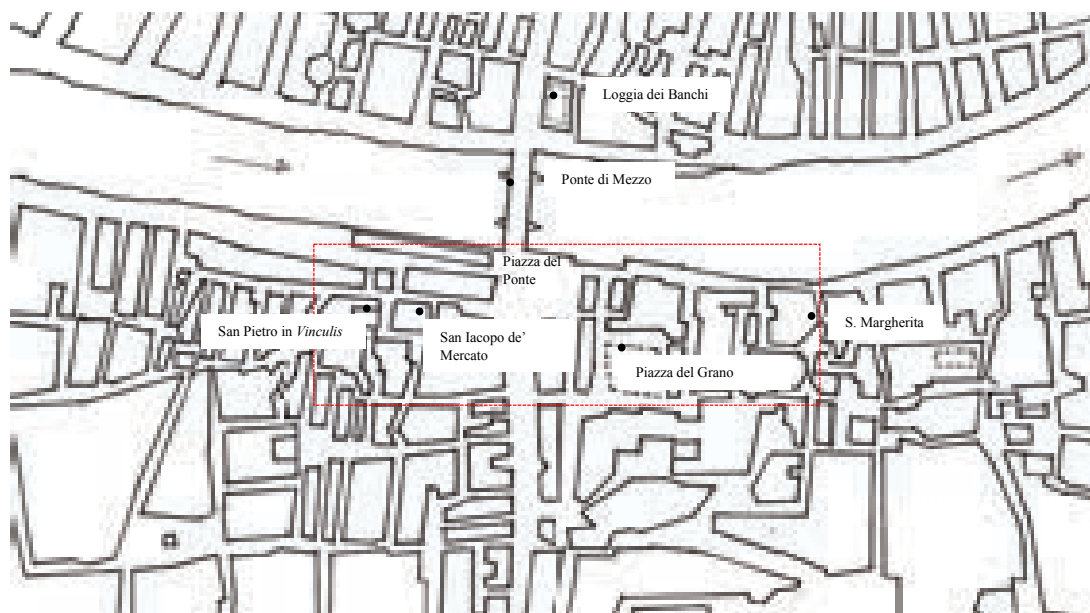 Loggia dei Banchi
Ponte di Mezzo
Piazza del
Ponte
San Pietro in Vinculis
San Iacopo de’
Mercato
S. Margherita
Piazza del Grano